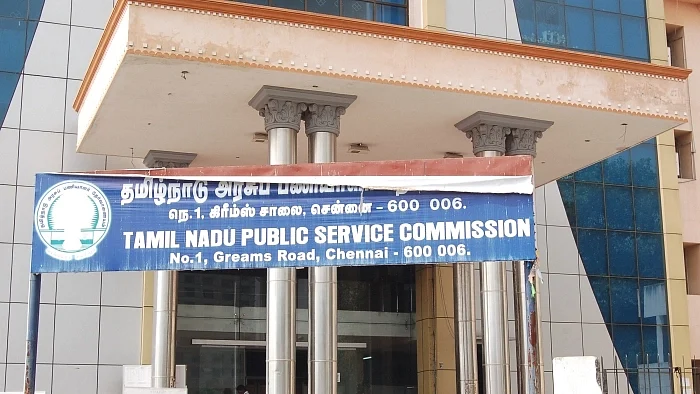 தமிழ்நாடு அரசுப்
நெ.1, கிரீம்ஸ் சாலை, சென்னை - 600 006.
TAMIL NADU PUBLIC SERVICE COMMISSION
No.1, Greams Road, Chennai - 600 006.